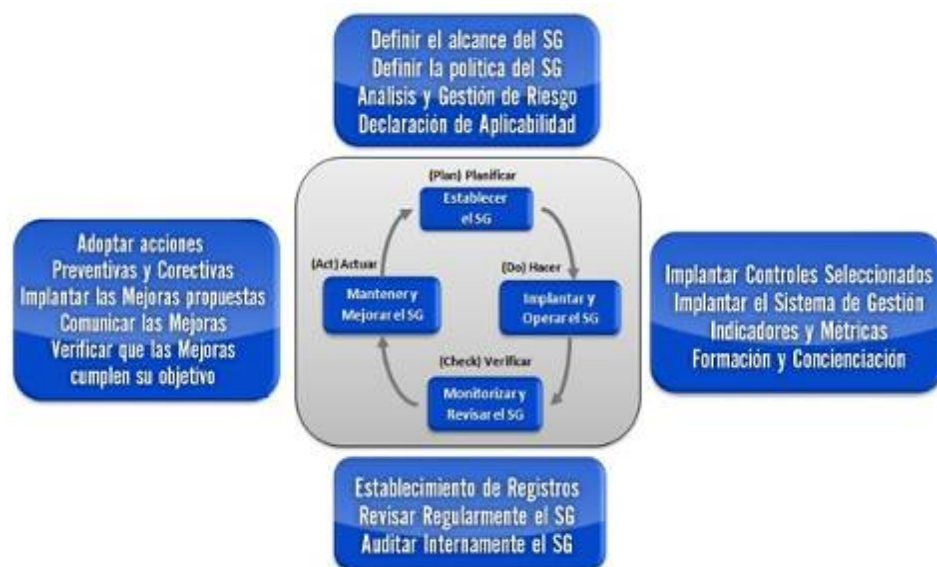 Definir el alcance del SG
Definir la política del SG
Análisis y Gestión de Riesgo
Declaración de Aplicabilidad
(Plan) Planificar
Establecer
el SG
Adoptar acciones
Preventivas y Corectivas
Implantar las Mejoras propuestas
Comunicar las Mejoras
Verificar que las Mejoras
cumplen su objetivo
(Act) Actuar
Mantener y
Mejorar el SG
(Do) Hacer
Implantar y
Operar el SG
Implantar Controles Seleccionados
Implantar el Sistema de Gestión
Indicadores y Métricas
Formación y Concienciación
(Check) Verificar
Monitorizar y
Revisar el SG
Establecimiento de Registros
Revisar Regularmente el SG
Auditar Internamente el SG